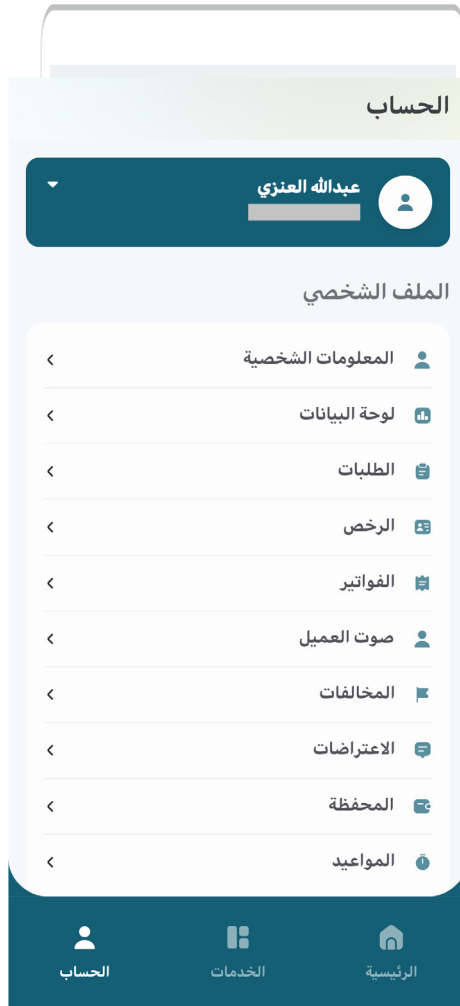 الحساب
عبدالله العنزي
الملف الشخصي
المعلومات الشخصية
لوحة البيانات
الطلبات
الرخص
الفواتير
صوت العميل
المخالفات
الاعتراضات
المحفظة
المواعيد
الرئيسية
الخدمات
الحساب